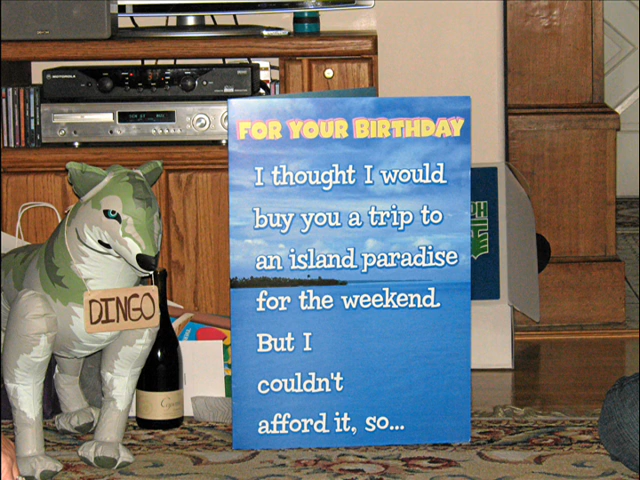 MOTOROLA
FOR YOUR BIRTHDAY
I thought I would
buy you a trip to
an island paradise
for the weekend.
But I
couldn't
afford it, so...
DINGO